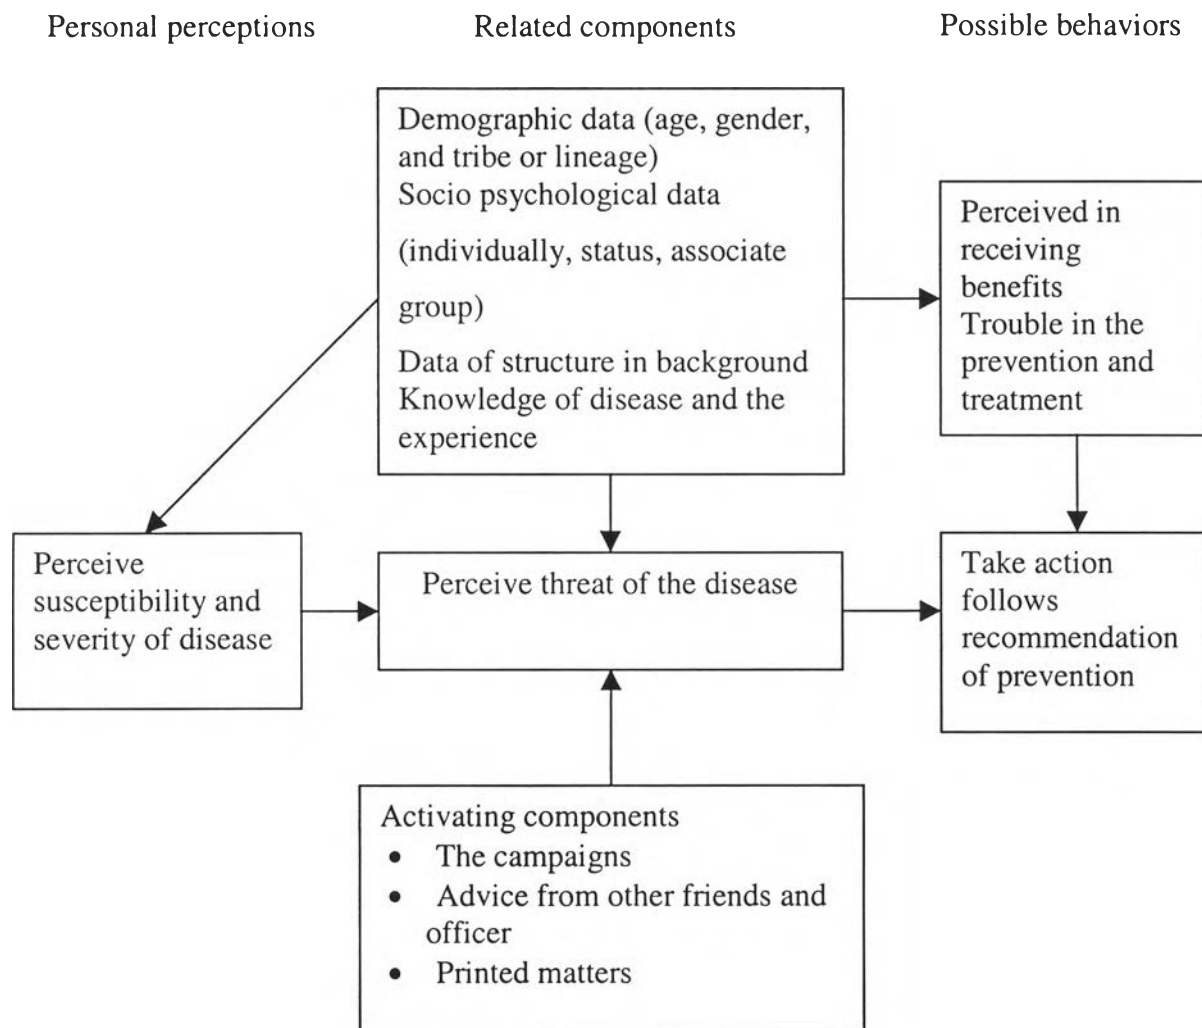 Personal perceptions
Related components
Possible behaviors
Demographic data (age, gender,
and tribe or lineage)
Socio psychological data
(individually, status, associate
group)
Data of structure in background
Knowledge of disease and the
experience
Perceived in
receiving
benefits
Trouble in the
prevention and
treatment
Perceive
susceptibility and
severity of disease
Perceive threat of the disease
Take action
follows
recommendation
of prevention
Activating components
• The campaigns
• Advice from other friends and
officer
• Printed matters